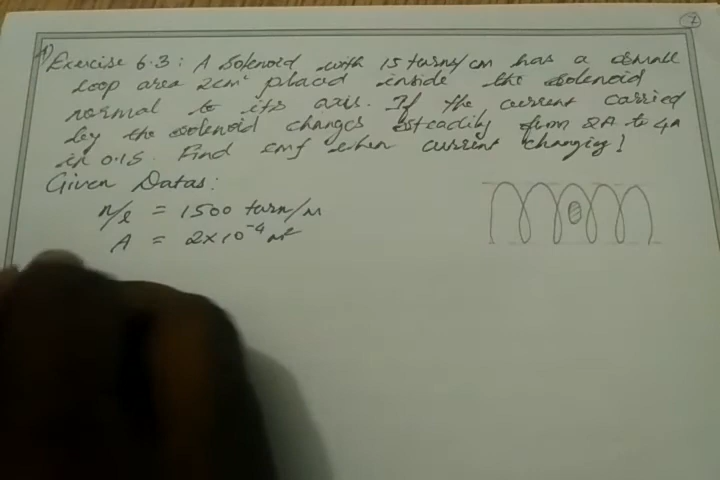 7
Exercise 6.3: A Solenoid with 15 turns/cm has a small
loop area 2cm² placed inside the solenoid
normal to its axis. If the current carried
by the solenoid changes steadily from 2A to 4A
in 0.1S. Find emf when current changing!
Given Datas:
n/l = 1500 turn/m
A = 2×10⁻⁴ m²